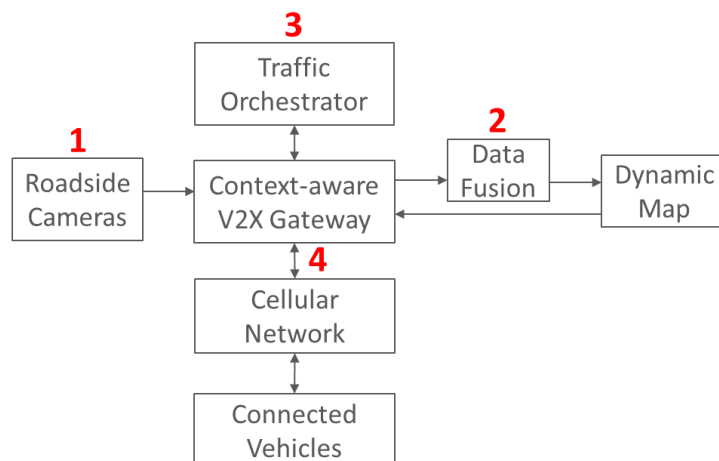 3
Traffic
Orchestrator
1
Roadside
Cameras
Context-aware
V2X Gateway
2
Data
Fusion
Dynamic
Map
4
Cellular
Network
Connected
Vehicles